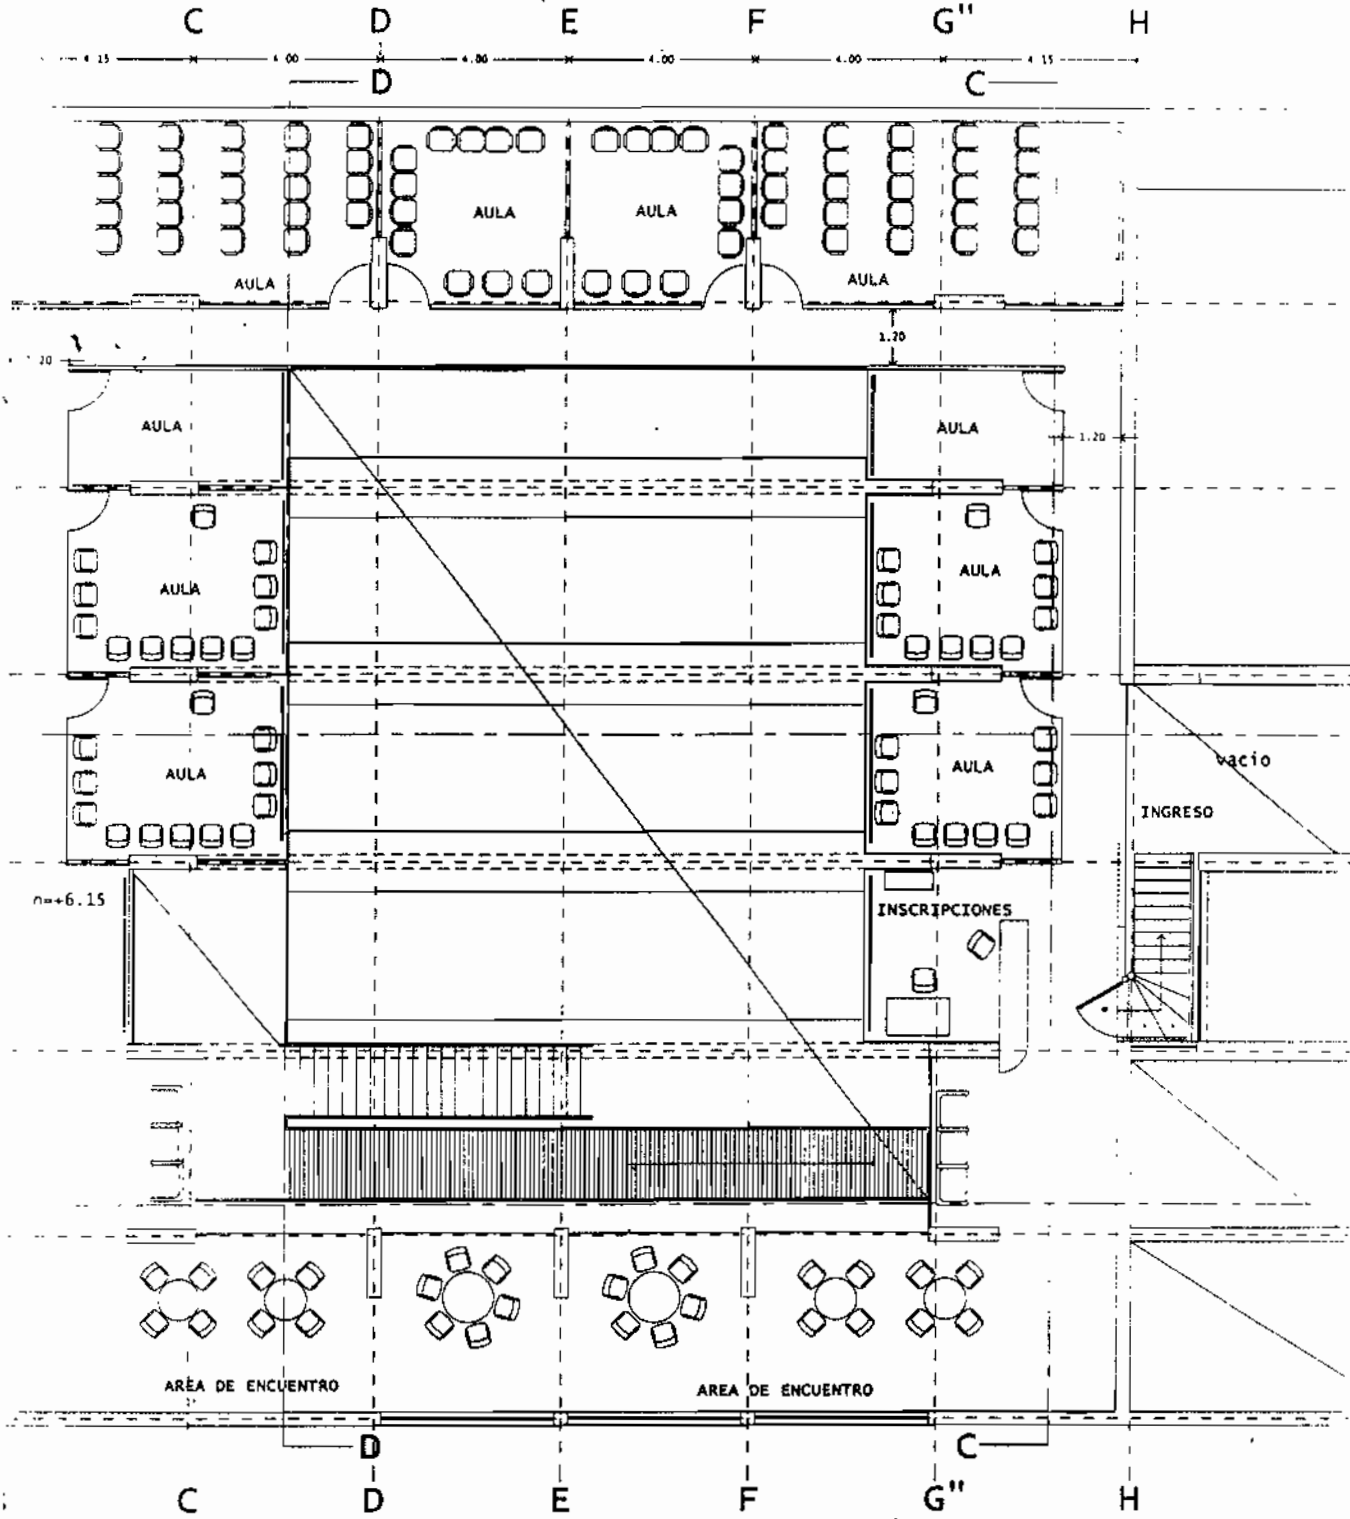 C D E F G" H
4.15 4.00 4.00 4.00 4.00 4.15
D C
AULA AULA
AULA AULA
1.20
20
AULA AULA
1.20
AULA AULA
AULA AULA
vacio
INGRESO
n=+6.15
INSCRIPCIONES
AREA DE ENCUENTRO AREA DE ENCUENTRO
D C
C D E F G" H